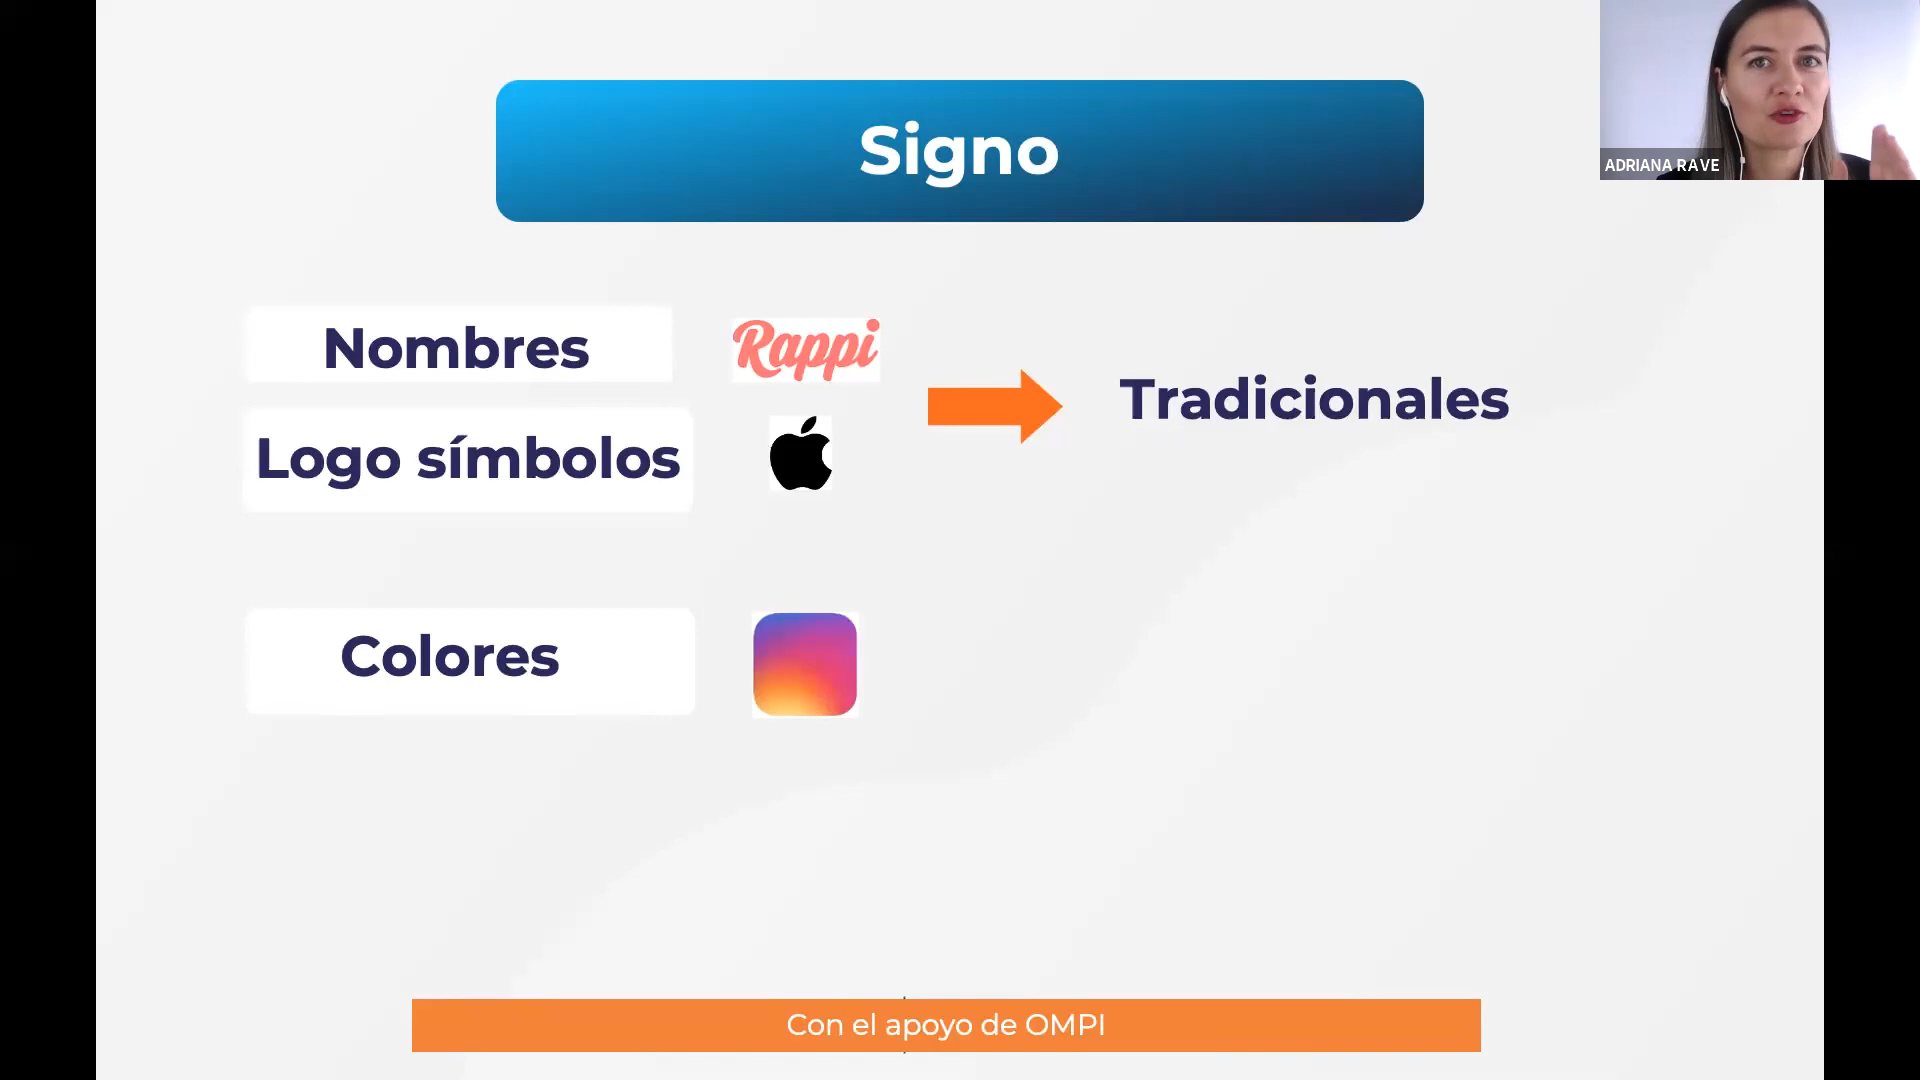 Signo
ADRIANA RAVE
Nombres
Rappi
Tradicionales
Logo símbolos
Colores
Con el apoyo de OMPI